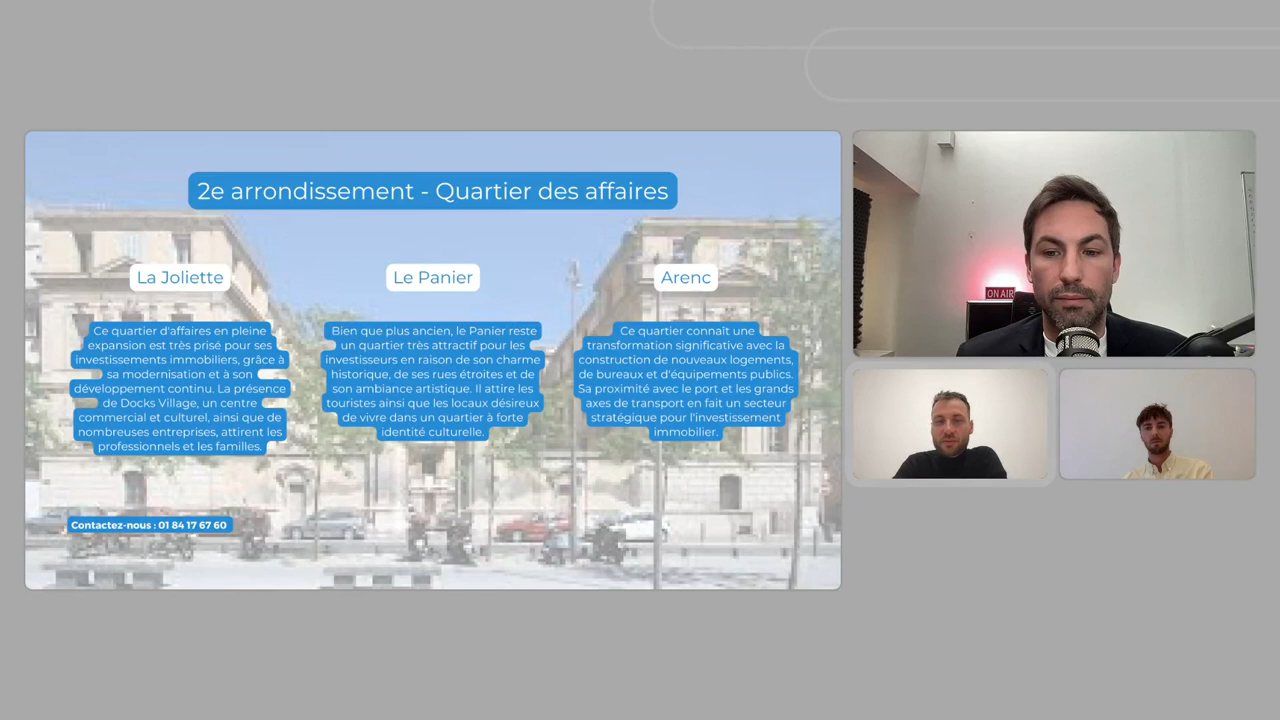 2e arrondissement - Quartier des affaires
La Joliette
Ce quartier d'affaires en pleine
expansion est très prisé pour ses
investissements immobiliers, grâce à
sa modernisation et à son
développement continu. La présence
de Docks Village, un centre
commercial et culturel, ainsi que de
nombreuses entreprises, attirent les
professionnels et les familles.
Le Panier
Bien que plus ancien, le Panier reste
un quartier très attractif pour les
investisseurs en raison de son charme
historique, de ses rues étroites et de
son ambiance artistique. Il attire les
touristes ainsi que les locaux désireux
de vivre dans un quartier à forte
identité culturelle.
Arenc
Ce quartier connaît une
transformation significative avec la
construction de nouveaux logements,
de bureaux et d'équipements publics.
Sa proximité avec le port et les grands
axes de transport en fait un secteur
stratégique pour l'investissement
immobilier.
Contactez-nous : 01 84 17 67 60
ON AIR